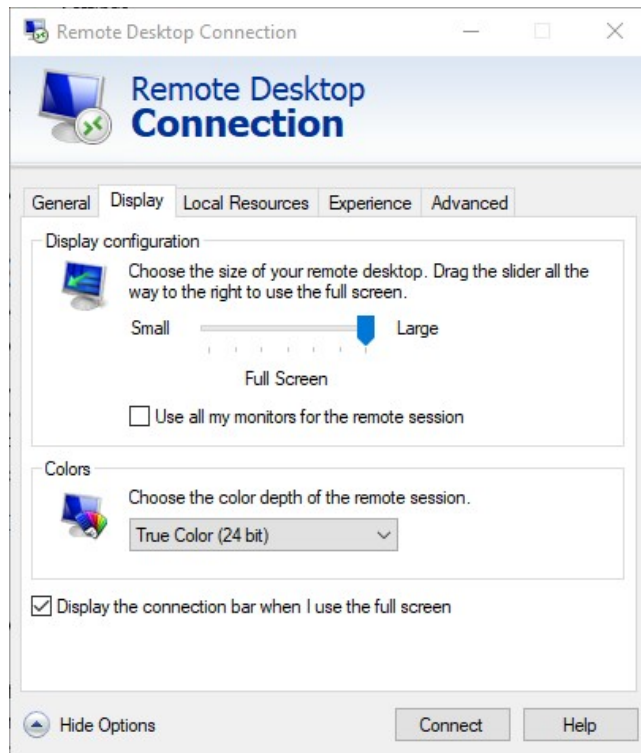 Remote Desktop Connection
Remote Desktop
Connection
General Display Local Resources Experience Advanced
Display configuration
Choose the size of your remote desktop. Drag the slider all the
way to the right to use the full screen.
Small Large
Full Screen
Use all my monitors for the remote session
Colors
Choose the color depth of the remote session.
True Color (24 bit)
Display the connection bar when I use the full screen
Hide Options Connect Help